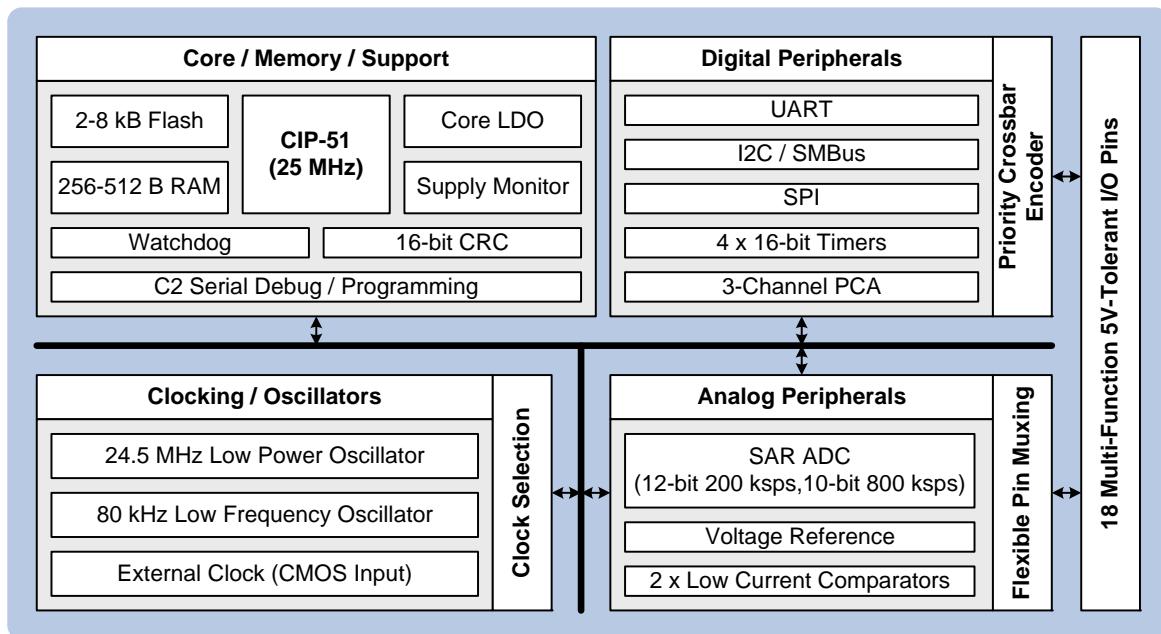 Core / Memory / Support
2-8 kB Flash
CIP-51
(25 MHz)
Core LDO
256-512 B RAM
Supply Monitor
Watchdog
16-bit CRC
C2 Serial Debug / Programming
Digital Peripherals
UART
I2C / SMBus
SPI
4 x 16-bit Timers
3-Channel PCA
Priority Crossbar
Encoder
Clocking / Oscillators
24.5 MHz Low Power Oscillator
80 kHz Low Frequency Oscillator
External Clock (CMOS Input)
Clock Selection
Analog Peripherals
SAR ADC
(12-bit 200 ksps,10-bit 800 ksps)
Voltage Reference
2 x Low Current Comparators
Flexible Pin Muxing
18 Multi-Function 5V-Tolerant I/O Pins